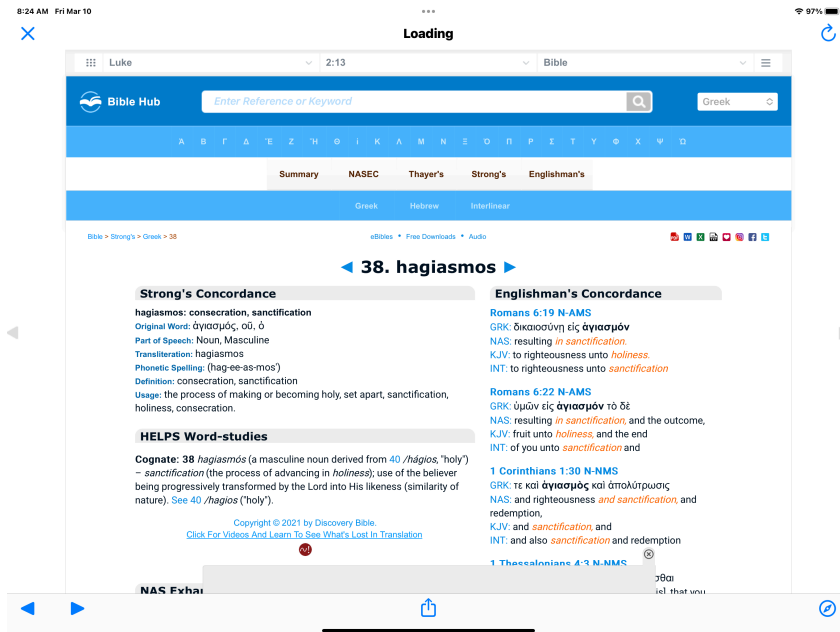 8:24 AM Fri Mar 10
97%
Loading
Luke
2:13
Bible
Bible Hub
Enter Reference or Keyword
Greek
Ἀ Β Γ Δ Ἐ Ζ Ἡ Θ Ἰ Κ Λ Μ Ν Ξ Ὀ Π Ρ Σ Τ Υ Φ Χ Ψ Ὠ
Summary NASEC Thayer's Strong's Englishman's
Greek Hebrew Interlinear
Bible > Strong's > Greek > 38
eBibles • Free Downloads • Audio
◄ 38. hagiasmos ►
Strong's Concordance
hagiasmos: consecration, sanctification
Original Word: ἁγιασμός, οῦ, ὁ
Part of Speech: Noun, Masculine
Transliteration: hagiasmos
Phonetic Spelling: (hag-ee-as-mos')
Definition: consecration, sanctification
Usage: the process of making or becoming holy, set apart, sanctification,
holiness, consecration.
HELPS Word-studies
Cognate: 38 hagiasmós (a masculine noun derived from 40 /hágios, "holy")
– sanctification (the process of advancing in holiness); use of the believer
being progressively transformed by the Lord into His likeness (similarity of
nature). See 40 /hagios ("holy").
Copyright © 2021 by Discovery Bible.
Click For Videos And Learn To See What's Lost In Translation
NAS Exhau
Englishman's Concordance
Romans 6:19 N-AMS
GRK: δικαιοσύνῃ εἰς ἁγιασμόν
NAS: resulting in sanctification.
KJV: to righteousness unto holiness.
INT: to righteousness unto sanctification
Romans 6:22 N-AMS
GRK: ὑμῶν εἰς ἁγιασμόν τὸ δὲ
NAS: resulting in sanctification, and the outcome,
KJV: fruit unto holiness, and the end
INT: of you unto sanctification and
1 Corinthians 1:30 N-NMS
GRK: τε καὶ ἁγιασμὸς καὶ ἀπολύτρωσις
NAS: and righteousness and sanctification, and
redemption,
KJV: and sanctification, and
INT: and also sanctification and redemption
1 Thessalonians 4:3 N-NMS
σθαι
is], that you